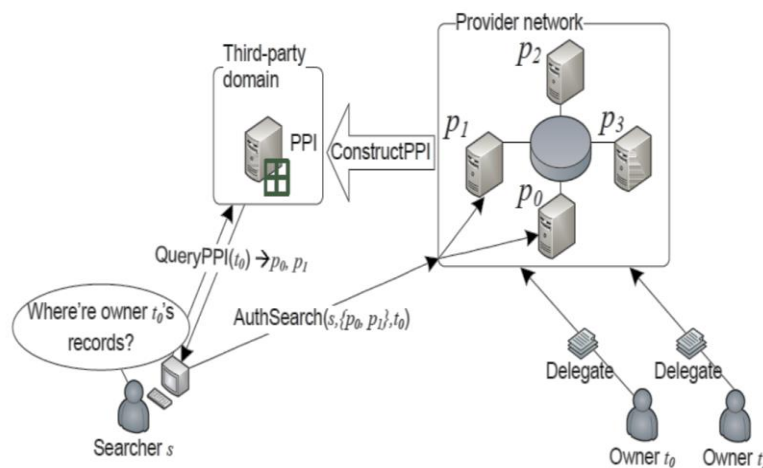 Provider network
Third-party
domain
p2
p1
p3
PPI
ConstructPPI
p0
QueryPPI(t0)→p0, p1
Where're owner t0's
records?
AuthSearch(s,{p0, p1},t0)
Delegate
Delegate
Searcher s
Owner t0
Owner t